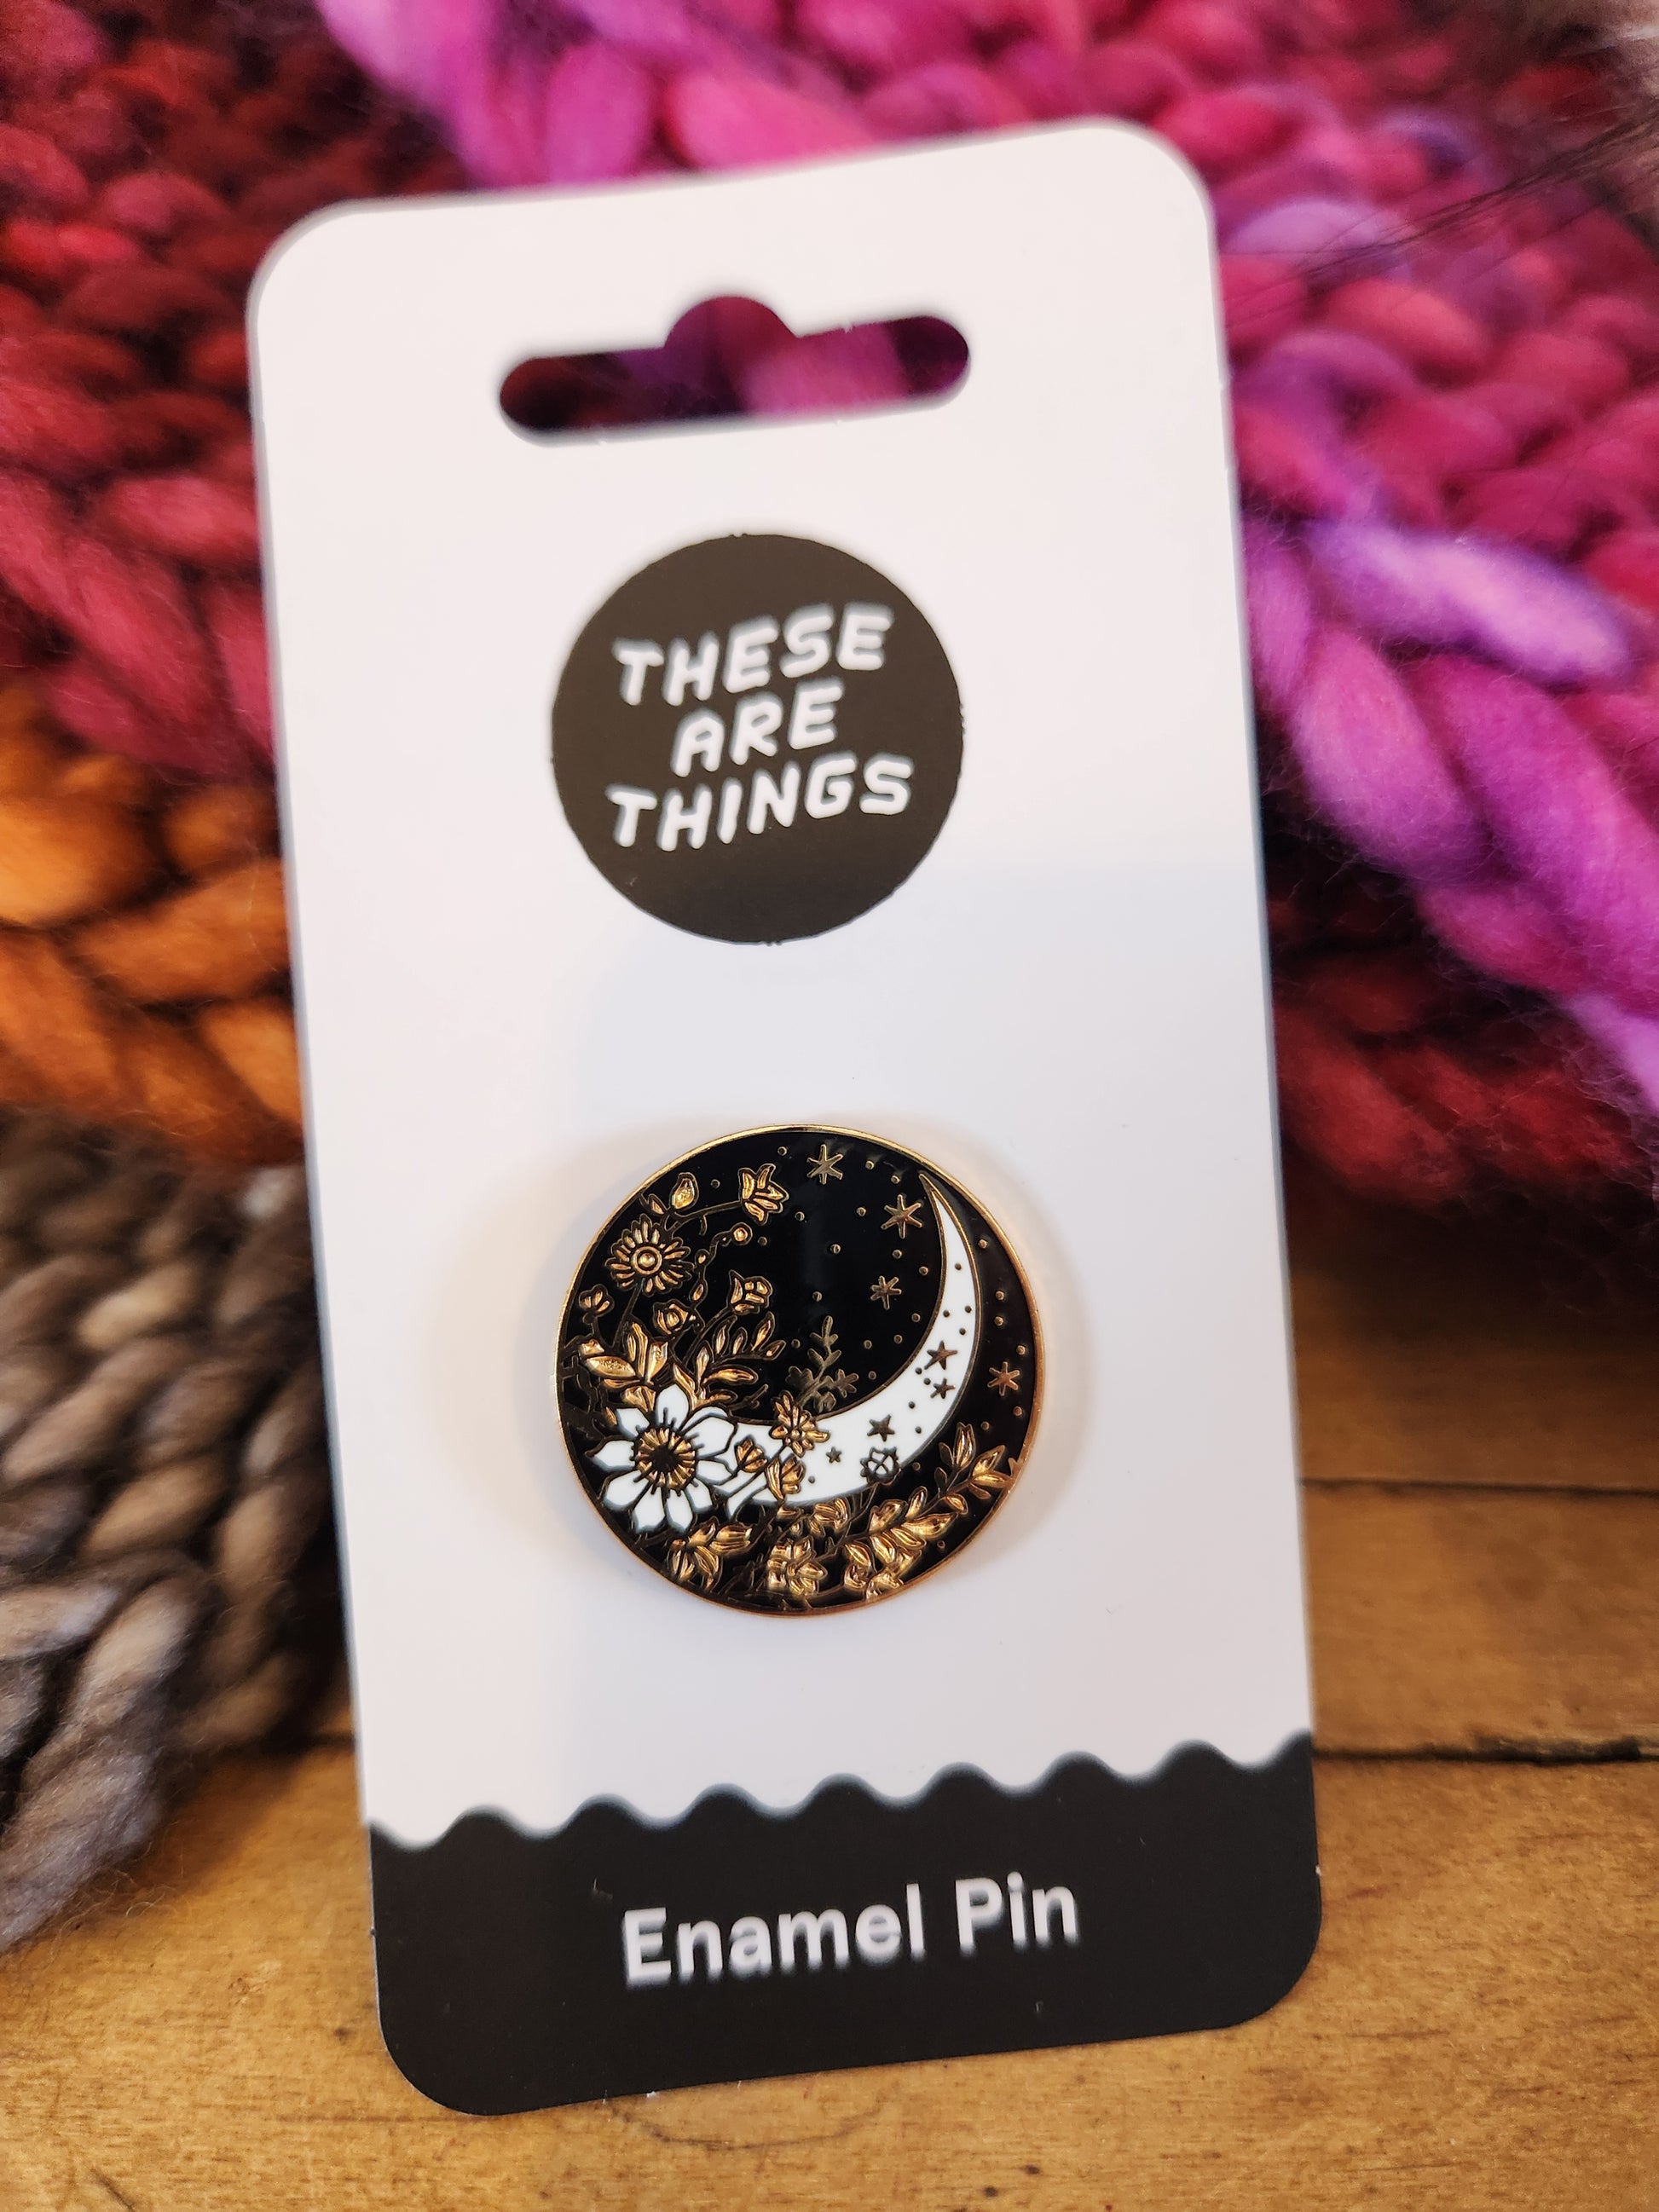 THESE
ARE
THINGS
Enamel Pin